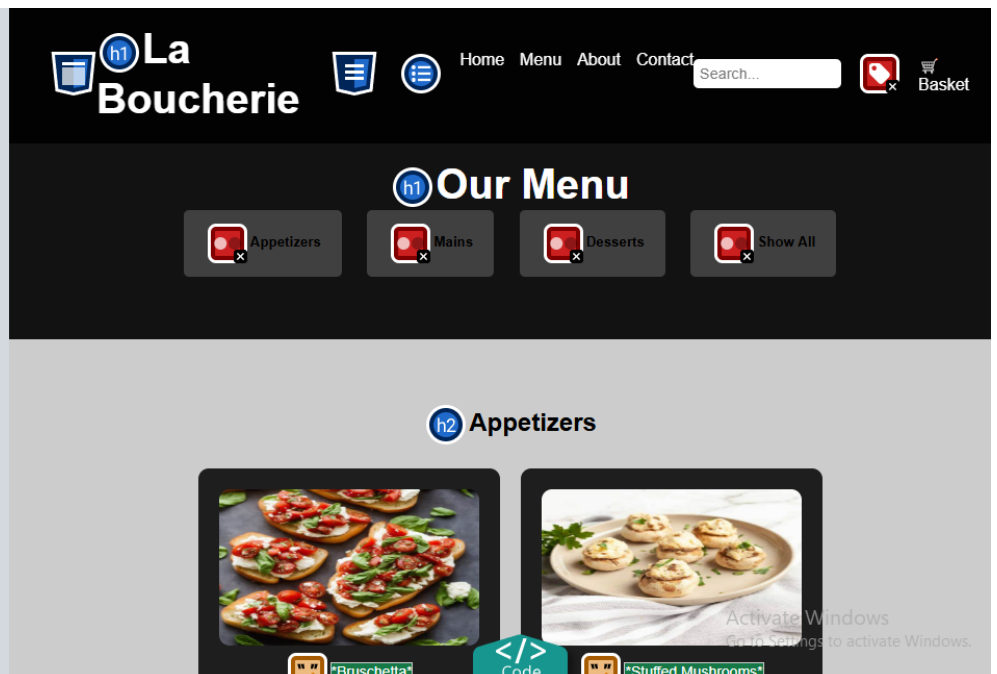 h1 La
Boucherie
Home Menu About Contact
Search...
Basket
h1 Our Menu
Appetizers Mains Desserts Show All
h2 Appetizers
Activate Windows
Go to Settings to activate Windows.
</>
Code
*Bruschetta*
*Stuffed Mushrooms*